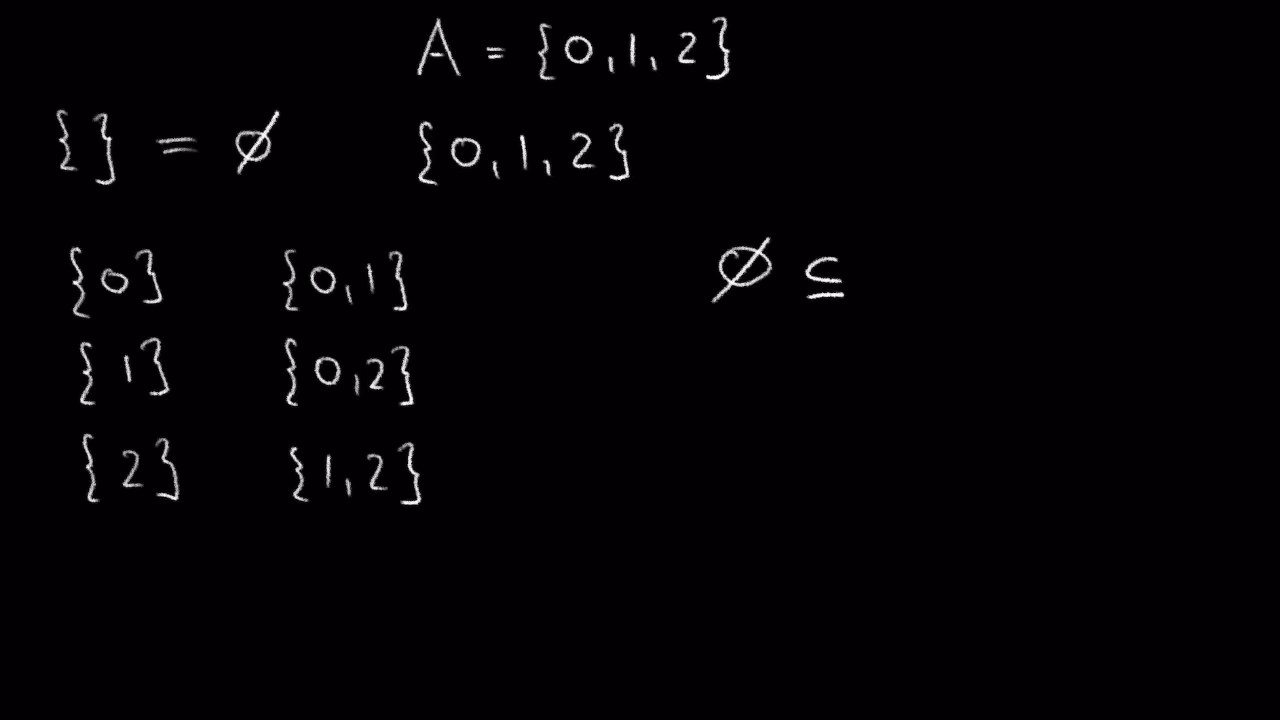 A = {0, 1, 2}
{} = ∅ {0, 1, 2}
{0} {0, 1} ∅ ⊆
{1} {0, 2}
{2} {1, 2}